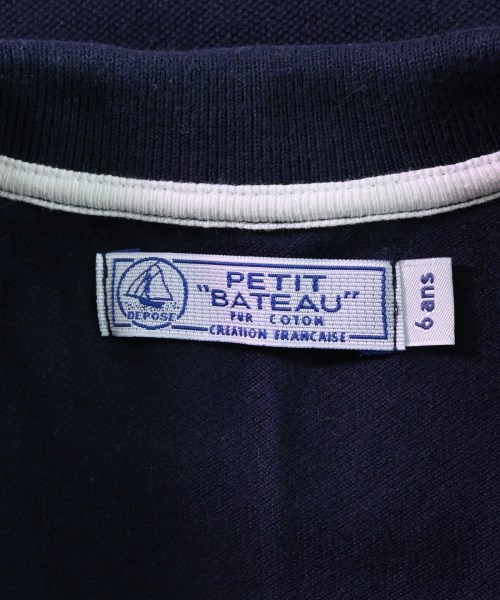 PETIT
"BATEAU"
PUR COTON
CREATION FRANCAISE
DEPOSE
6 ans